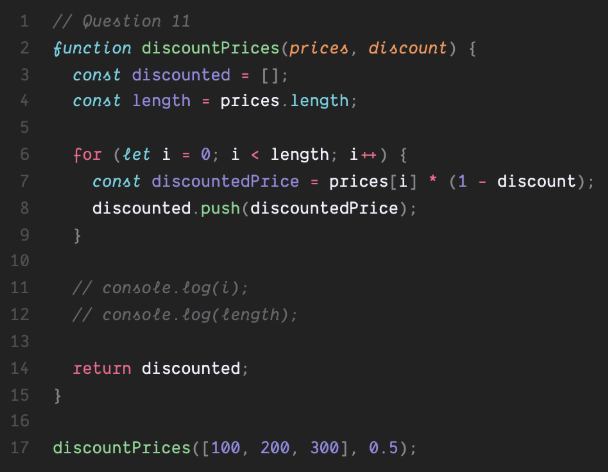 1 // Question 11
2 function discountPrices(prices, discount) {
3 const discounted = [];
4 const length = prices.length;
5
6 for (let i = 0; i < length; i++) {
7 const discountedPrice = prices[i] * (1 - discount);
8 discounted.push(discountedPrice);
9 }
10
11 // console.log(i);
12 // console.log(length);
13
14 return discounted;
15 }
16
17 discountPrices([100, 200, 300], 0.5);